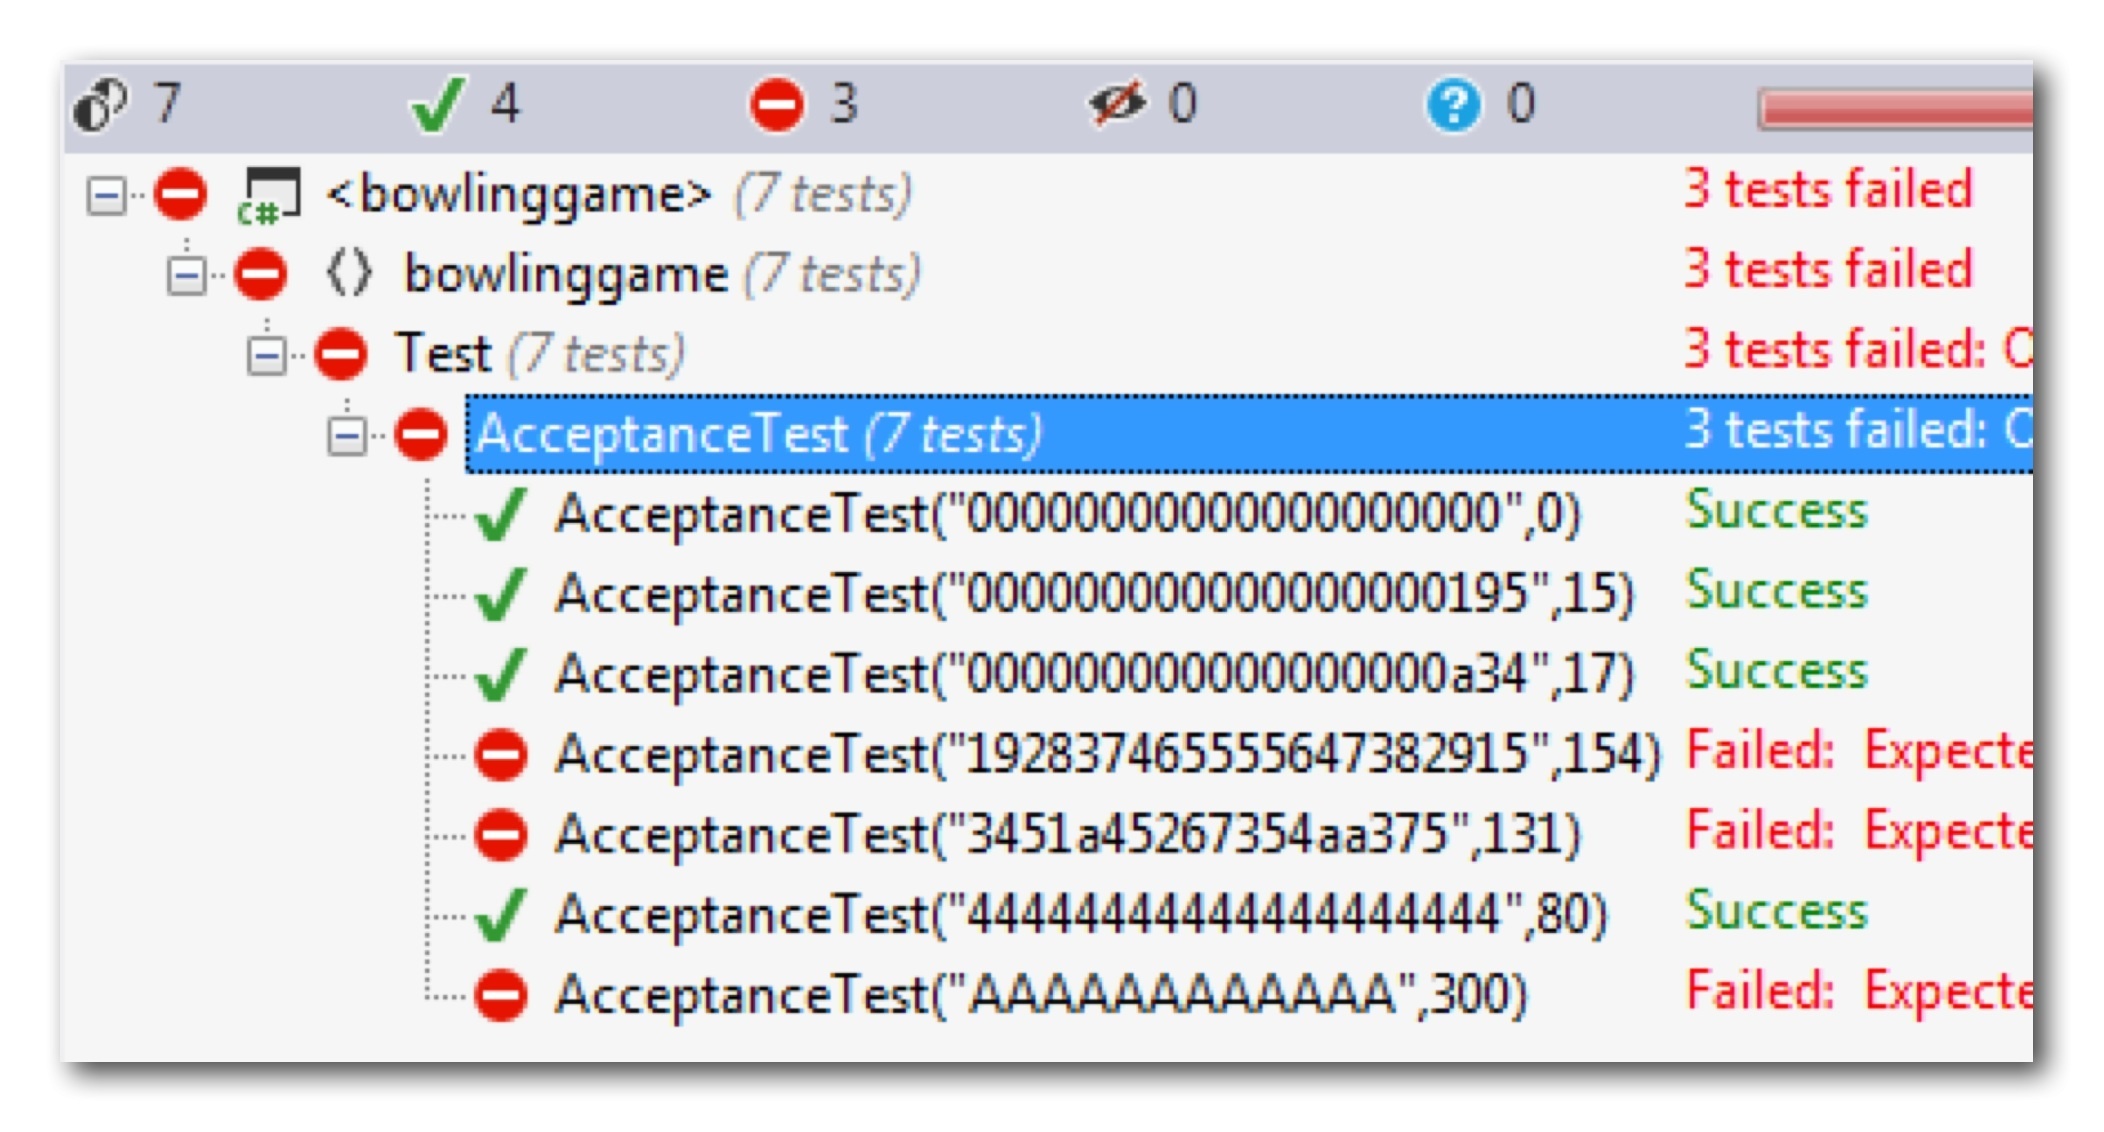 7 4 3 0 0
C# <bowlinggame> (7 tests) 3 tests failed
bowlinggame (7 tests) 3 tests failed
Test (7 tests) 3 tests failed:
AcceptanceTest (7 tests) 3 tests failed:
AcceptanceTest("00000000000000000000",0) Success
AcceptanceTest("000000000000000000195",15) Success
AcceptanceTest("000000000000000000a34",17) Success
AcceptanceTest("192837465555647382915",154) Failed: Expecte
AcceptanceTest("3451a45267354aa375",131) Failed: Expecte
AcceptanceTest("44444444444444444444",80) Success
AcceptanceTest("AAAAAAAAAAAA",300) Failed: Expecte